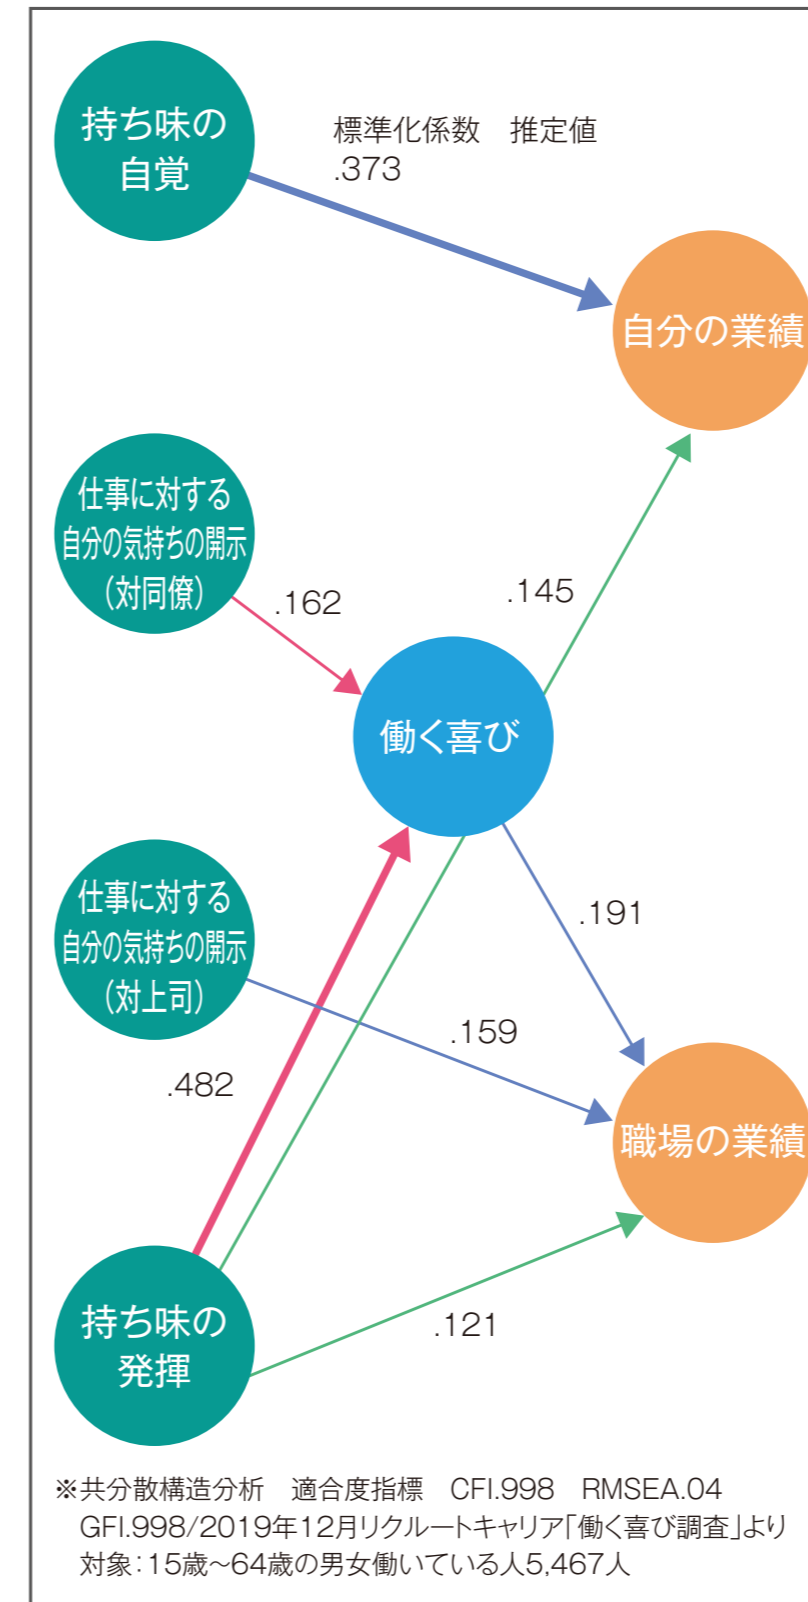 持ち味の
自覚
標準化係数　推定値
.373
自分の業績
仕事に対する
自分の気持ちの開示
（対同僚）
.162
.145
働く喜び
仕事に対する
自分の気持ちの開示
（対上司）
.191
.159
.482
職場の業績
持ち味の
発揮
.121
※共分散構造分析　適合度指標　CFI.998　RMSEA.04
GFI.998/2019年12月リクルートキャリア「働く喜び調査」より
対象：15歳～64歳の男女働いている人5,467人